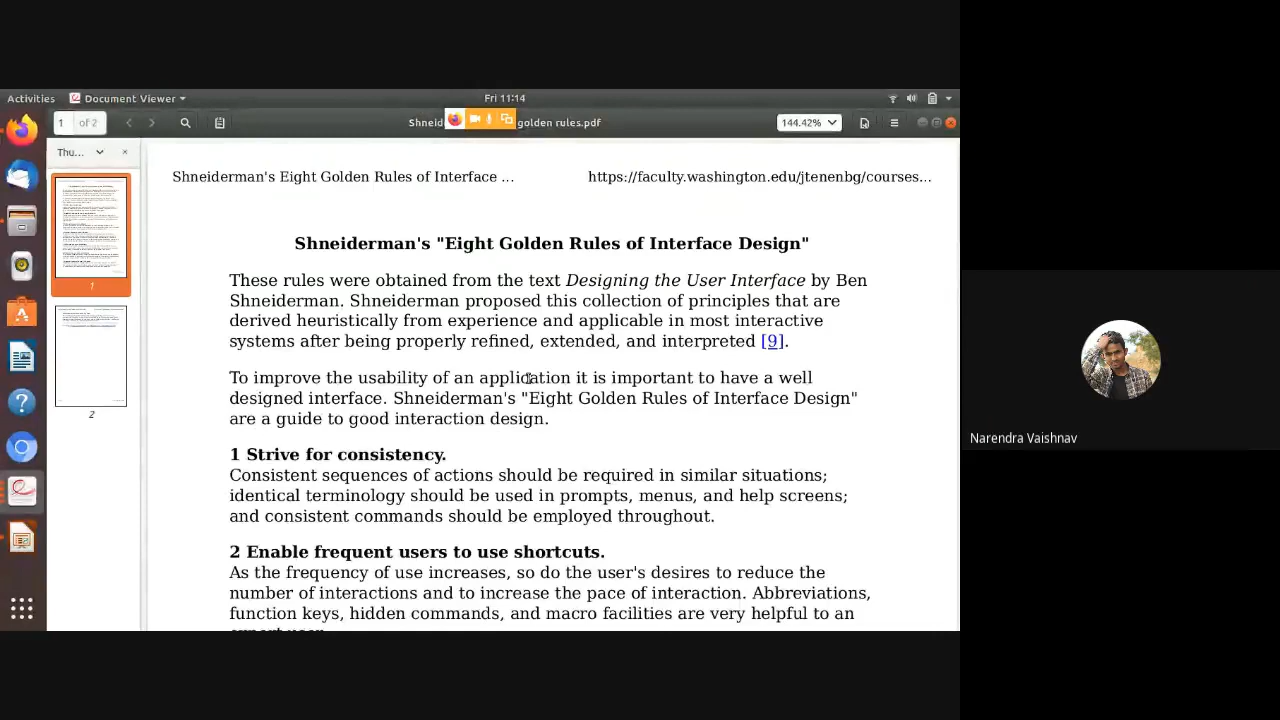 Activities Document Viewer Fri 11:14
1 of 2 Shneid golden rules.pdf 144.42%
Thu...
1
2
Shneiderman's Eight Golden Rules of Interface ... https://faculty.washington.edu/jtenenbg/courses...
Shneiderman's "Eight Golden Rules of Interface Design"
These rules were obtained from the text Designing the User Interface by Ben
Shneiderman. Shneiderman proposed this collection of principles that are
derived heuristically from experience and applicable in most interactive
systems after being properly refined, extended, and interpreted [9].
To improve the usability of an application it is important to have a well
designed interface. Shneiderman's "Eight Golden Rules of Interface Design"
are a guide to good interaction design.
1 Strive for consistency.
Consistent sequences of actions should be required in similar situations;
identical terminology should be used in prompts, menus, and help screens;
and consistent commands should be employed throughout.
2 Enable frequent users to use shortcuts.
As the frequency of use increases, so do the user's desires to reduce the
number of interactions and to increase the pace of interaction. Abbreviations,
function keys, hidden commands, and macro facilities are very helpful to an
Narendra Vaishnav